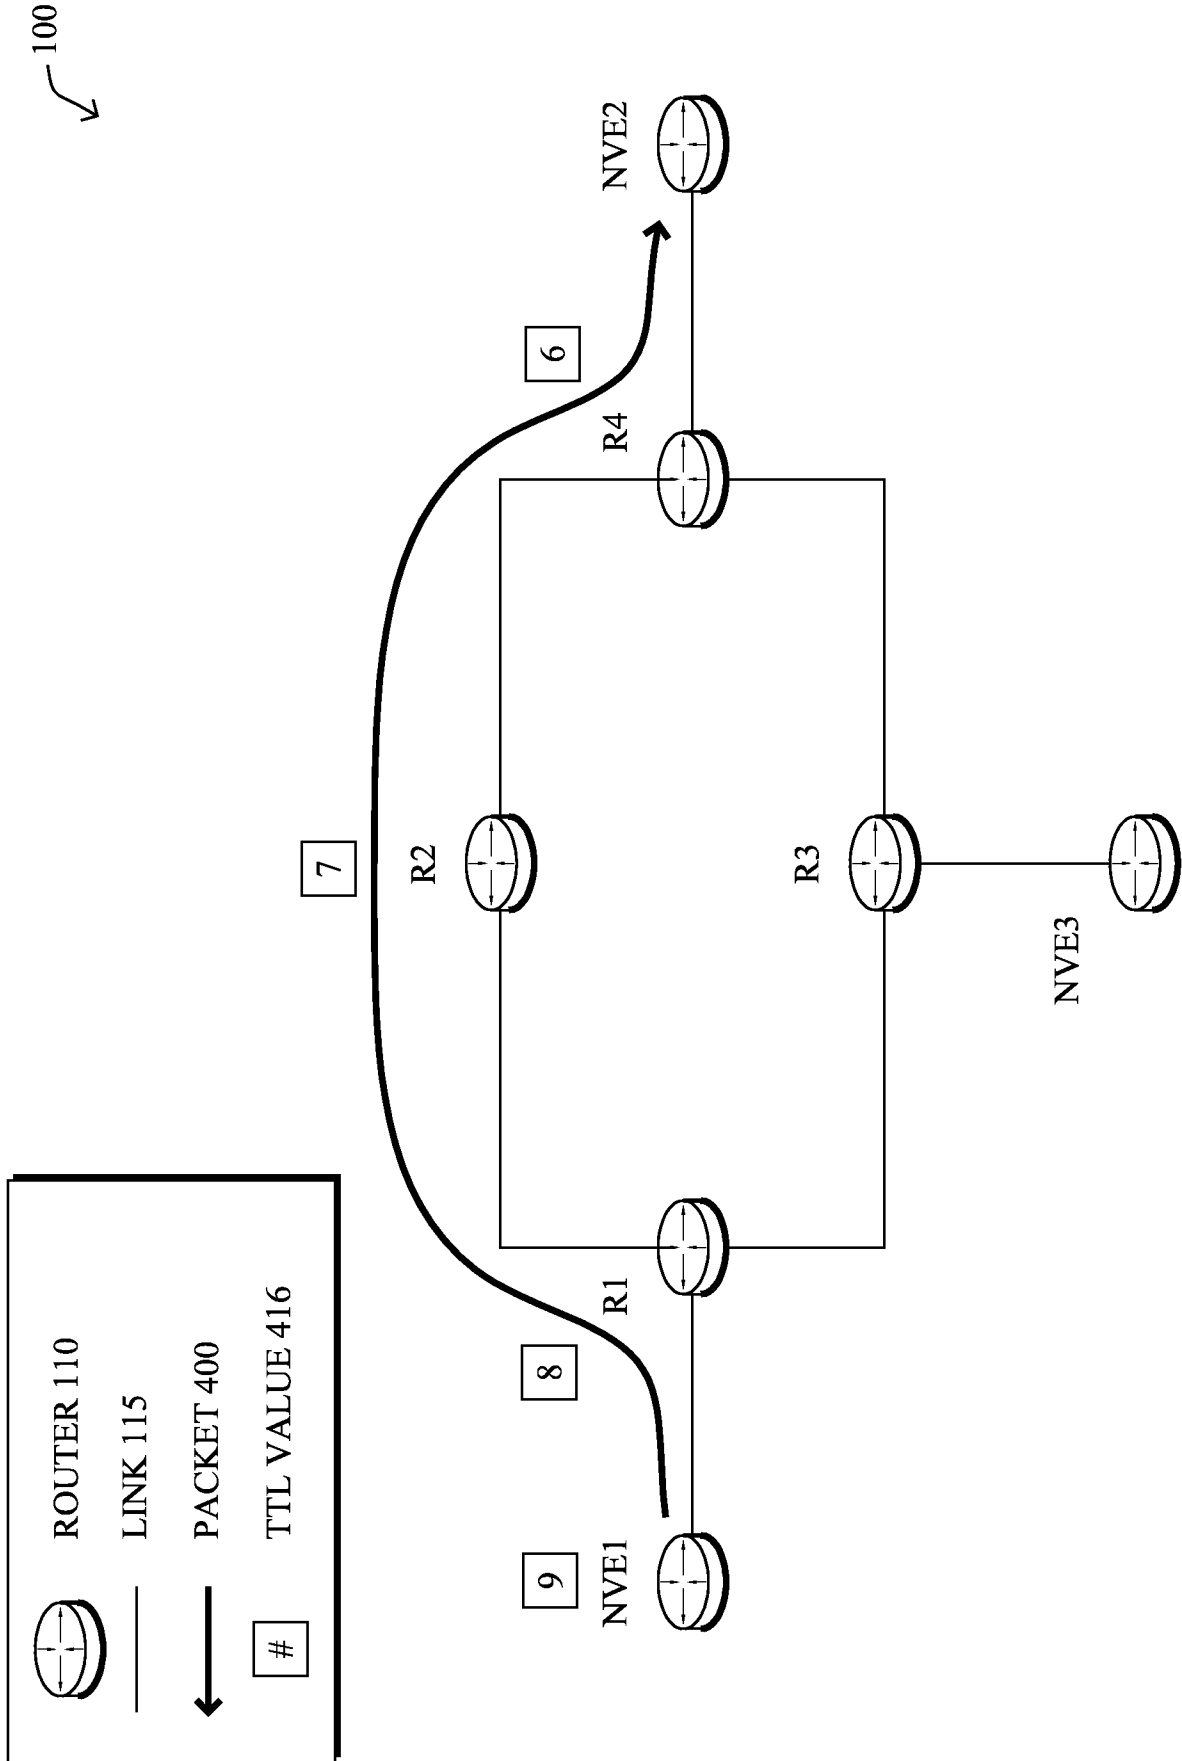 100
ROUTER 110
LINK 115
PACKET 400
# TTL VALUE 416
7
8
6
9
R2
NVE1
R1
R4
NVE2
R3
NVE3